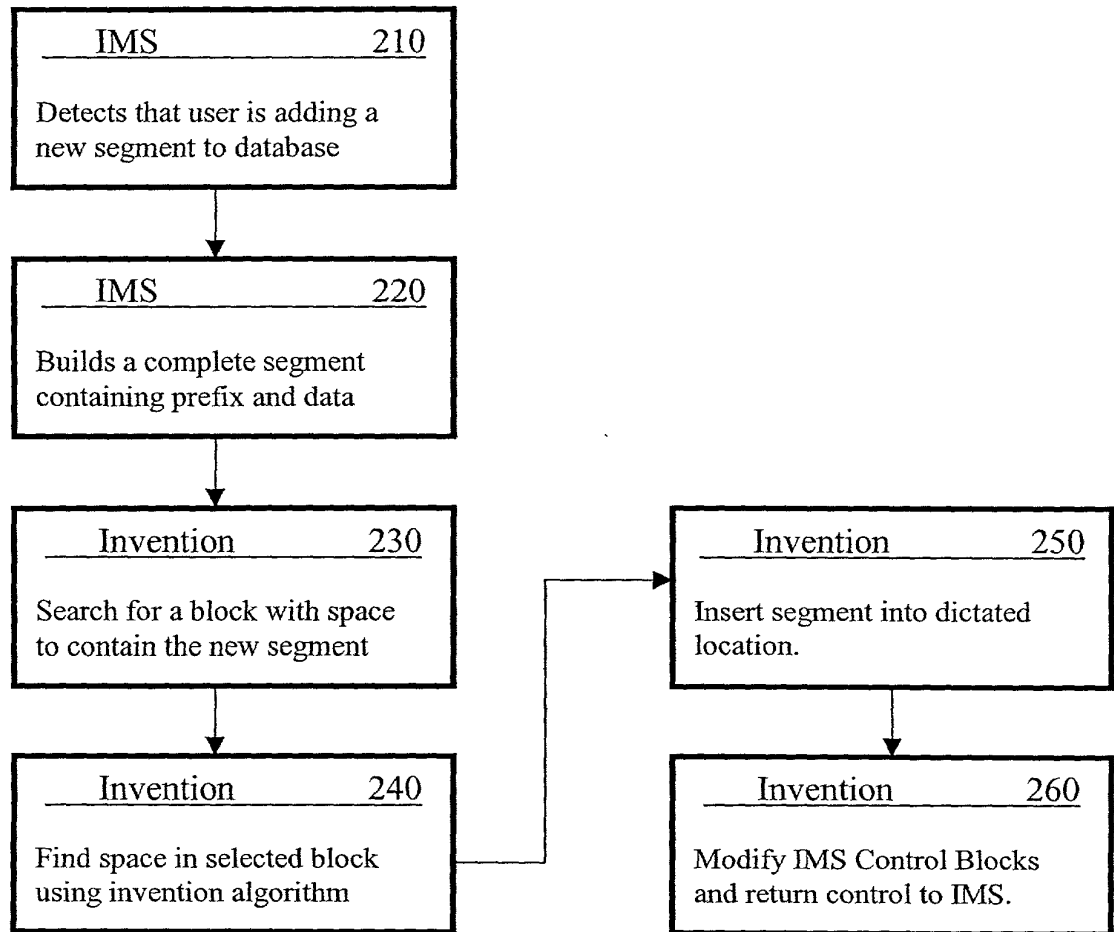 IMS 210
Detects that user is adding a
new segment to database
IMS 220
Builds a complete segment
containing prefix and data
Invention 230
Search for a block with space
to contain the new segment
Invention 240
Find space in selected block
using invention algorithm
Invention 250
Insert segment into dictated
location.
Invention 260
Modify IMS Control Blocks
and return control to IMS.